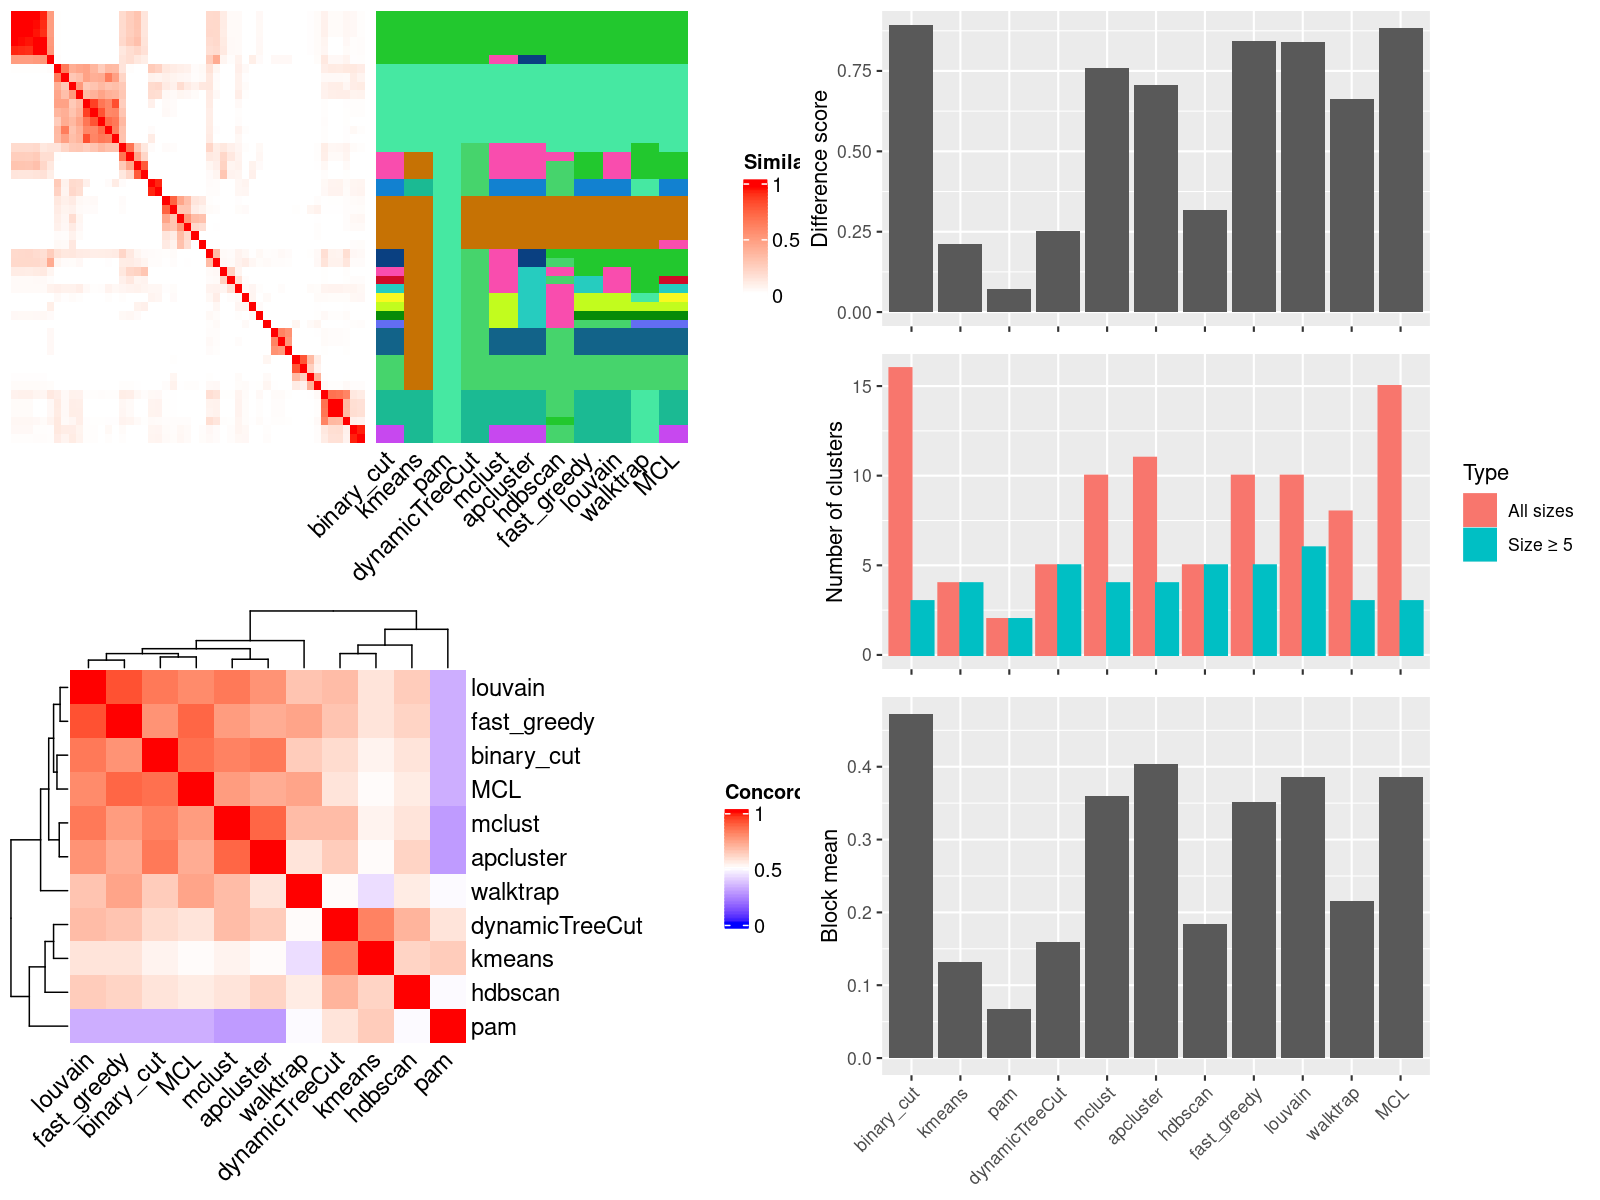 Simila
1
0.5
0
binary_cut
kmeans
pam
dynamicTreeCut
mclust
apcluster
hdbscan
fast_greedy
louvain
walktrap
MCL
louvain
fast_greedy
binary_cut
MCL
mclust
apcluster
walktrap
dynamicTreeCut
kmeans
hdbscan
pam
louvain
fast_greedy
binary_cut
MCL
mclust
apcluster
walktrap
dynamicTreeCut
kmeans
hdbscan
pam
Concord
1
0.5
0
Difference score
0.75
0.50
0.25
0.00
Number of clusters
15
10
5
0
Type
All sizes
Size ≥ 5
Block mean
0.4
0.3
0.2
0.1
0.0
binary_cut
kmeans
pam
dynamicTreeCut
mclust
apcluster
hdbscan
fast_greedy
louvain
walktrap
MCL